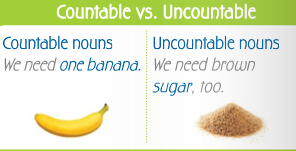 Countable vs. Uncountable
Countable nouns
We need one banana.
Uncountable nouns
We need brown
sugar, too.